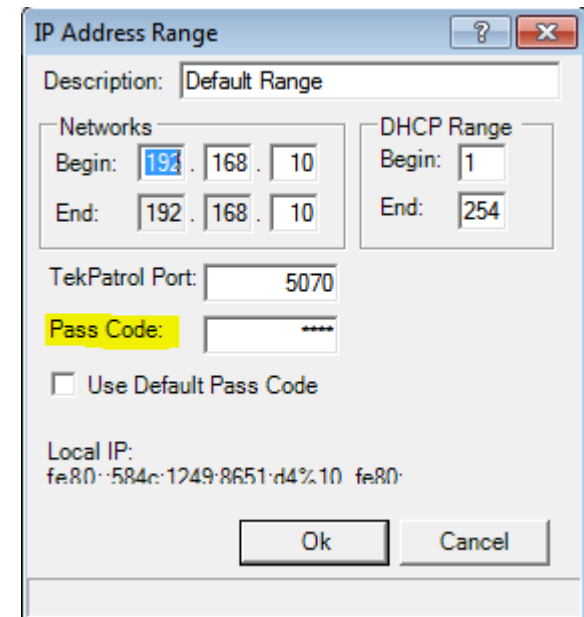 IP Address Range
Description: Default Range
Networks
Begin: 192 . 168 . 10
End: 192 . 168 . 10
DHCP Range
Begin: 1
End: 254
TekPatrol Port: 5070
Pass Code: ****
Use Default Pass Code
Local IP:
fe80::584c:1249:8651:d4%10 fe80:
Ok Cancel